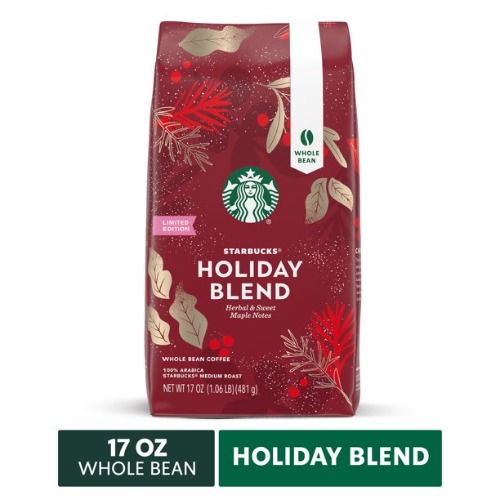 WHOLE
BEAN
LIMITED
EDITION
STARBUCKS®
HOLIDAY
BLEND
Herbal & Sweet
Maple Notes
WHOLE BEAN COFFEE
100% ARABICA
STARBUCKS® MEDIUM ROAST
NET WT 17 OZ (1.06 LB)(481 g)
17 OZ
WHOLE BEAN
HOLIDAY BLEND